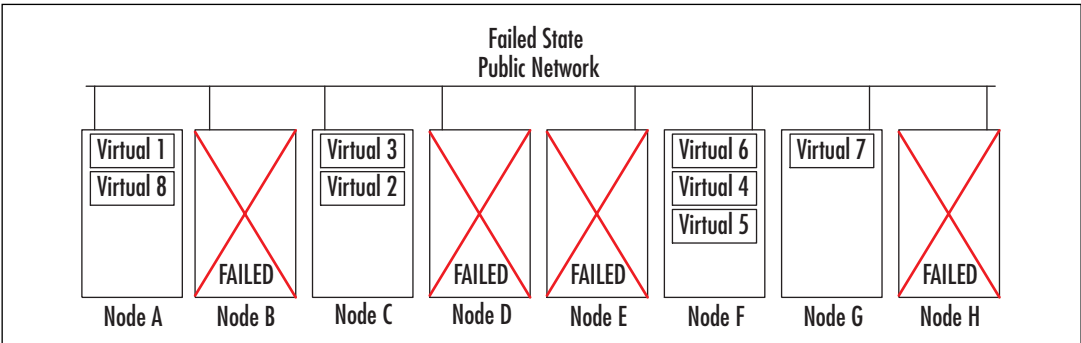 Failed State
Public Network
Virtual 1
Virtual 8
Node A
FAILED
Node B
Virtual 3
Virtual 2
Node C
FAILED
Node D
FAILED
Node E
Virtual 6
Virtual 4
Virtual 5
Node F
Virtual 7
Node G
FAILED
Node H